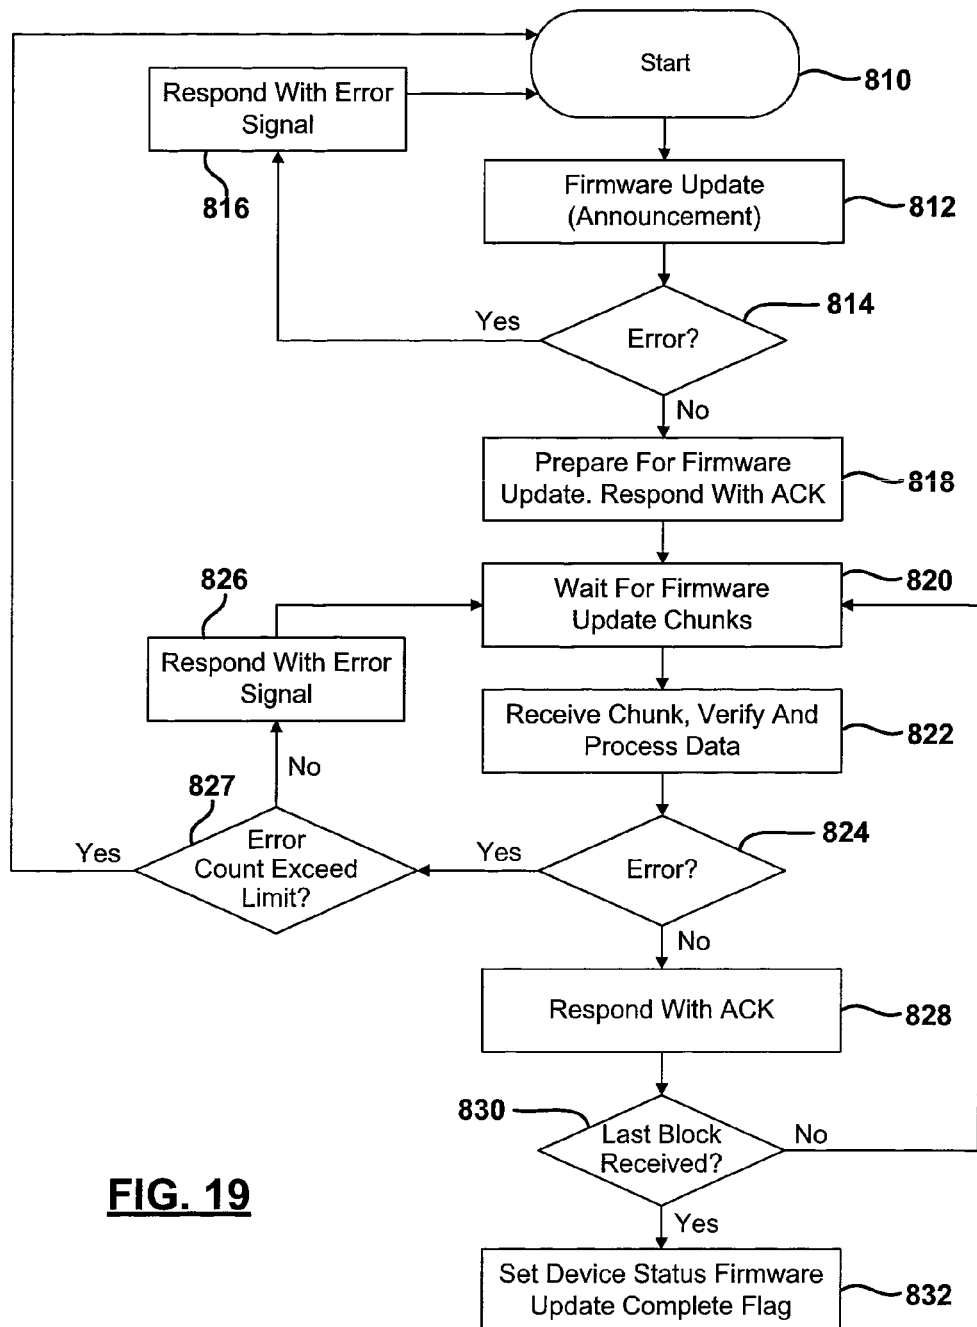 Start
810
Respond With Error
Signal
816
Firmware Update
(Announcement)
812
814
Yes
Error?
No
Prepare For Firmware
Update. Respond With ACK
818
826
Wait For Firmware
Update Chunks
820
Respond With Error
Signal
Receive Chunk, Verify And
Process Data
822
No
827
824
Yes
Error
Count Exceed
Limit?
Yes
Error?
No
Respond With ACK
828
830
Last Block
Received?
No
FIG. 19
Yes
Set Device Status Firmware
Update Complete Flag
832